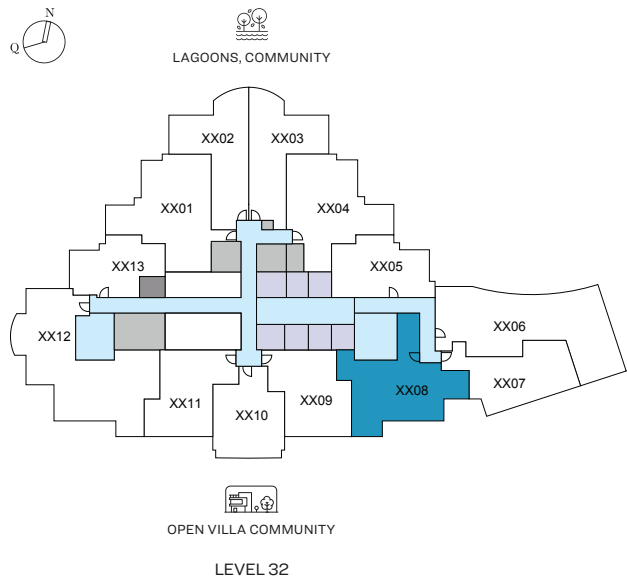 N
Q
LAGOONS, COMMUNITY
XX02
XX03
XX01
XX04
XX13
XX05
XX12
XX06
XX07
XX08
XX11
XX10
XX09
OPEN VILLA COMMUNITY
LEVEL 32